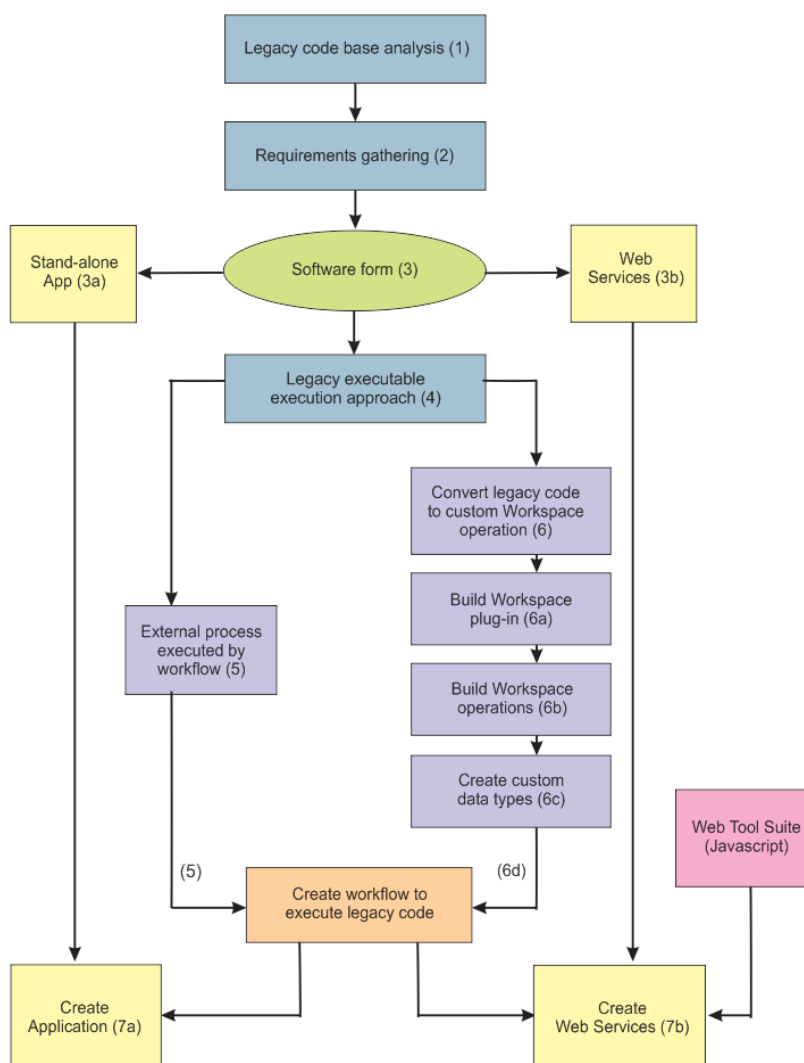 Legacy code base analysis (1)
Requirements gathering (2)
Stand-alone
App (3a)
Software form (3)
Web
Services (3b)
Legacy executable
execution approach (4)
Convert legacy code
to custom Workspace
operation (6)
Build Workspace
plug-in (6a)
External process
executed by
workflow (5)
Build Workspace
operations (6b)
Create custom
data types (6c)
Web Tool Suite
(Javascript)
(5)
(6d)
Create workflow to
execute legacy code
Create
Application (7a)
Create
Web Services (7b)